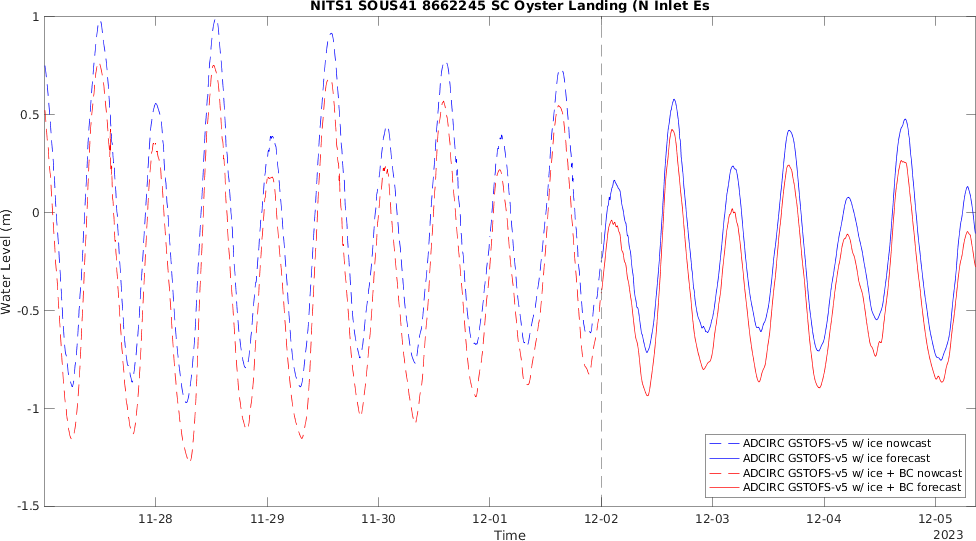 NITS1 SOUS41 8662245 SC Oyster Landing (N Inlet Es
1
0.5
0
-0.5
-1
-1.5
Water Level (m)
11-28
11-29
11-30
12-01
12-02
12-03
12-04
12-05
Time
2023
ADCIRC GSTOFS-v5 w/ ice nowcast
ADCIRC GSTOFS-v5 w/ ice forecast
ADCIRC GSTOFS-v5 w/ ice + BC nowcast
ADCIRC GSTOFS-v5 w/ ice + BC forecast